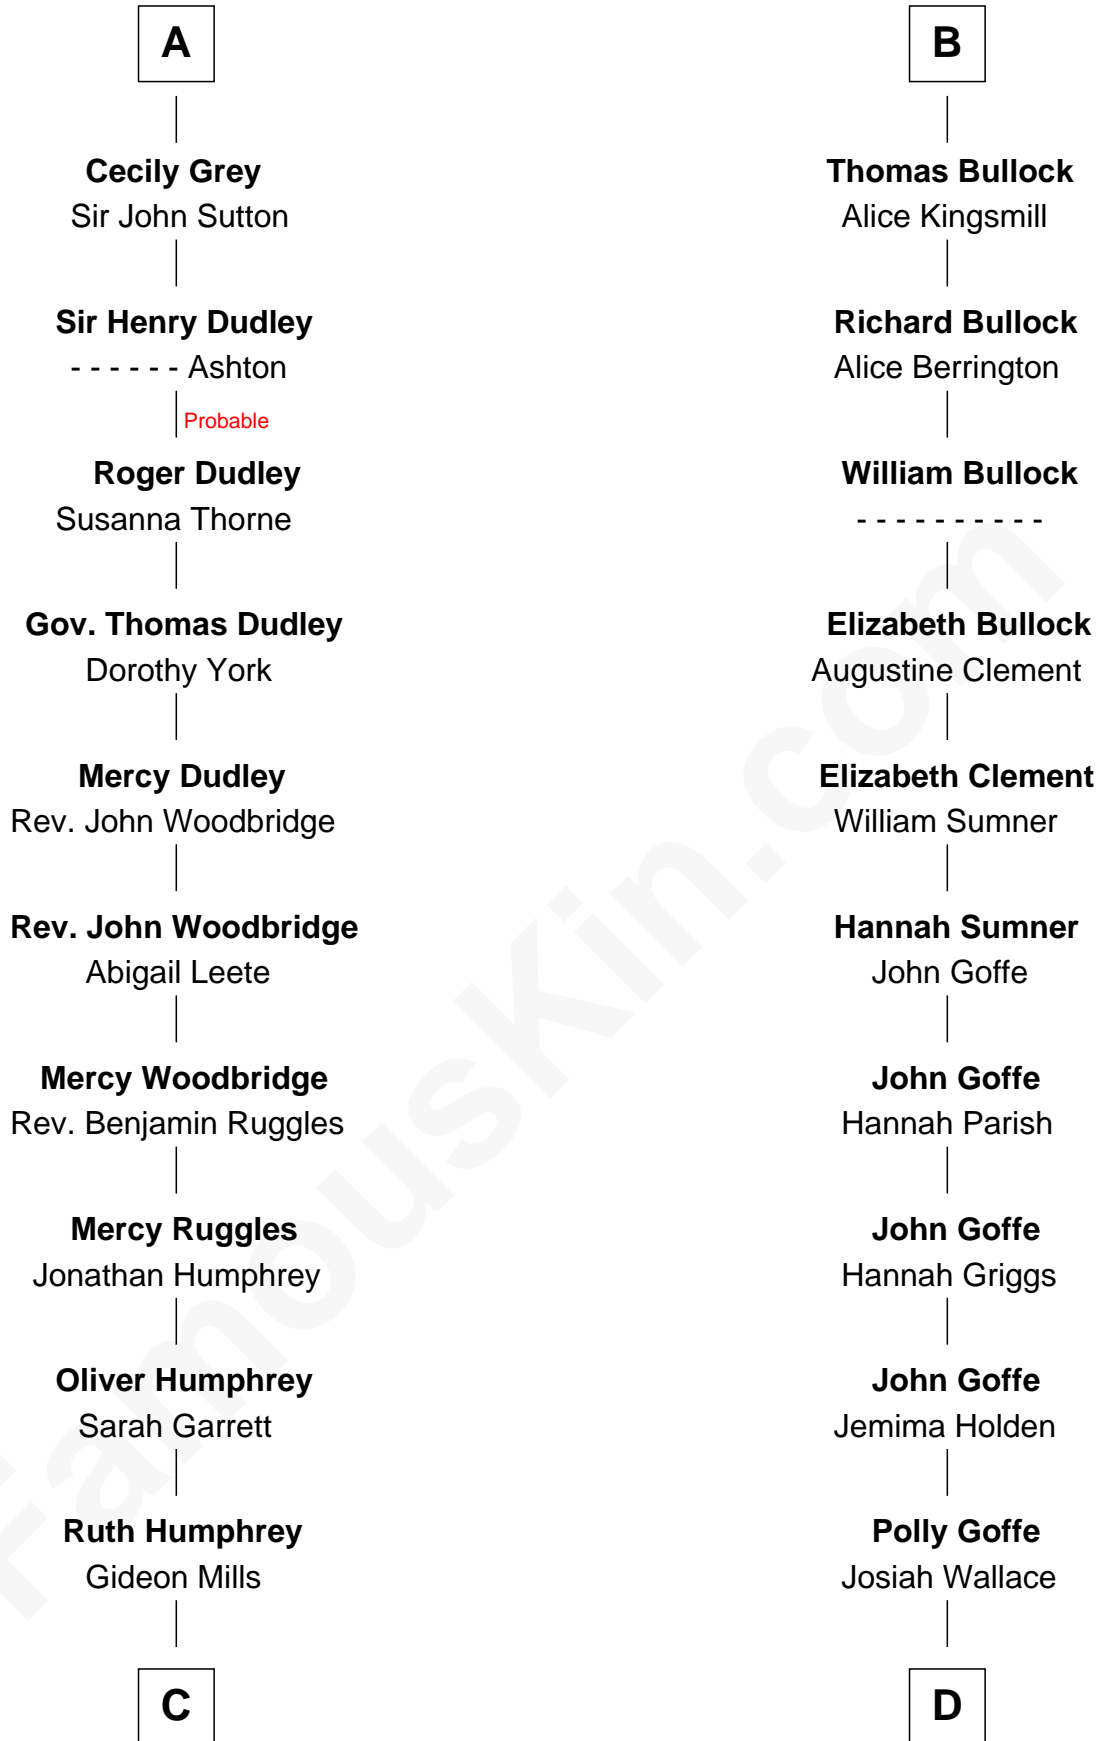 A
Cecily Grey
Sir John Sutton
Sir Henry Dudley
- - - - - - Ashton
Probable
Roger Dudley
Susanna Thorne
Gov. Thomas Dudley
Dorothy York
Mercy Dudley
Rev. John Woodbridge
Rev. John Woodbridge
Abigail Leete
Mercy Woodbridge
Rev. Benjamin Ruggles
Mercy Ruggles
Jonathan Humphrey
Oliver Humphrey
Sarah Garrett
Ruth Humphrey
Gideon Mills
C
B
Thomas Bullock
Alice Kingsmill
Richard Bullock
Alice Berrington
William Bullock
- - - - - - - - - -
Elizabeth Bullock
Augustine Clement
Elizabeth Clement
William Sumner
Hannah Sumner
John Goffe
John Goffe
Hannah Parish
John Goffe
Hannah Griggs
John Goffe
Jemima Holden
Polly Goffe
Josiah Wallace
D
FamousKin.com